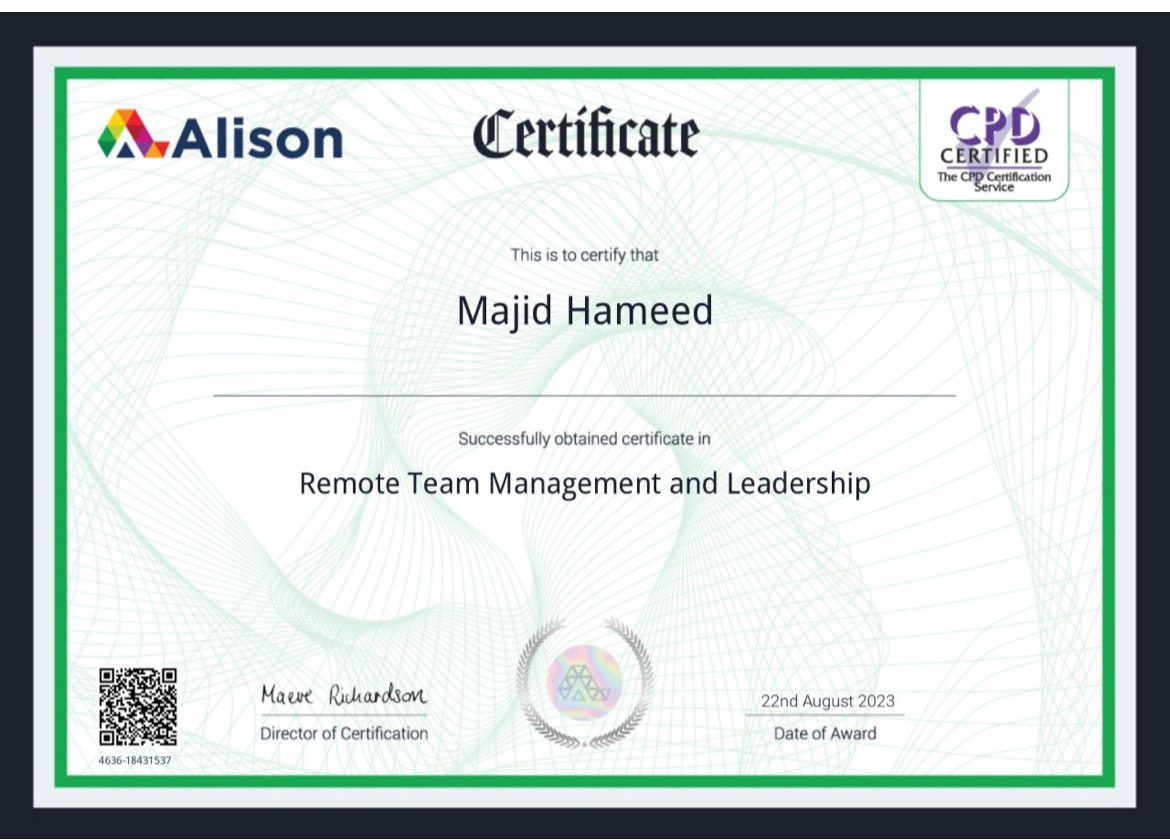 Alison
Certificate
CPD
CERTIFIED
The CPD Certification
Service
This is to certify that
Majid Hameed
Successfully obtained certificate in
Remote Team Management and Leadership
4636-18431537
Maeve Richardson
Director of Certification
22nd August 2023
Date of Award